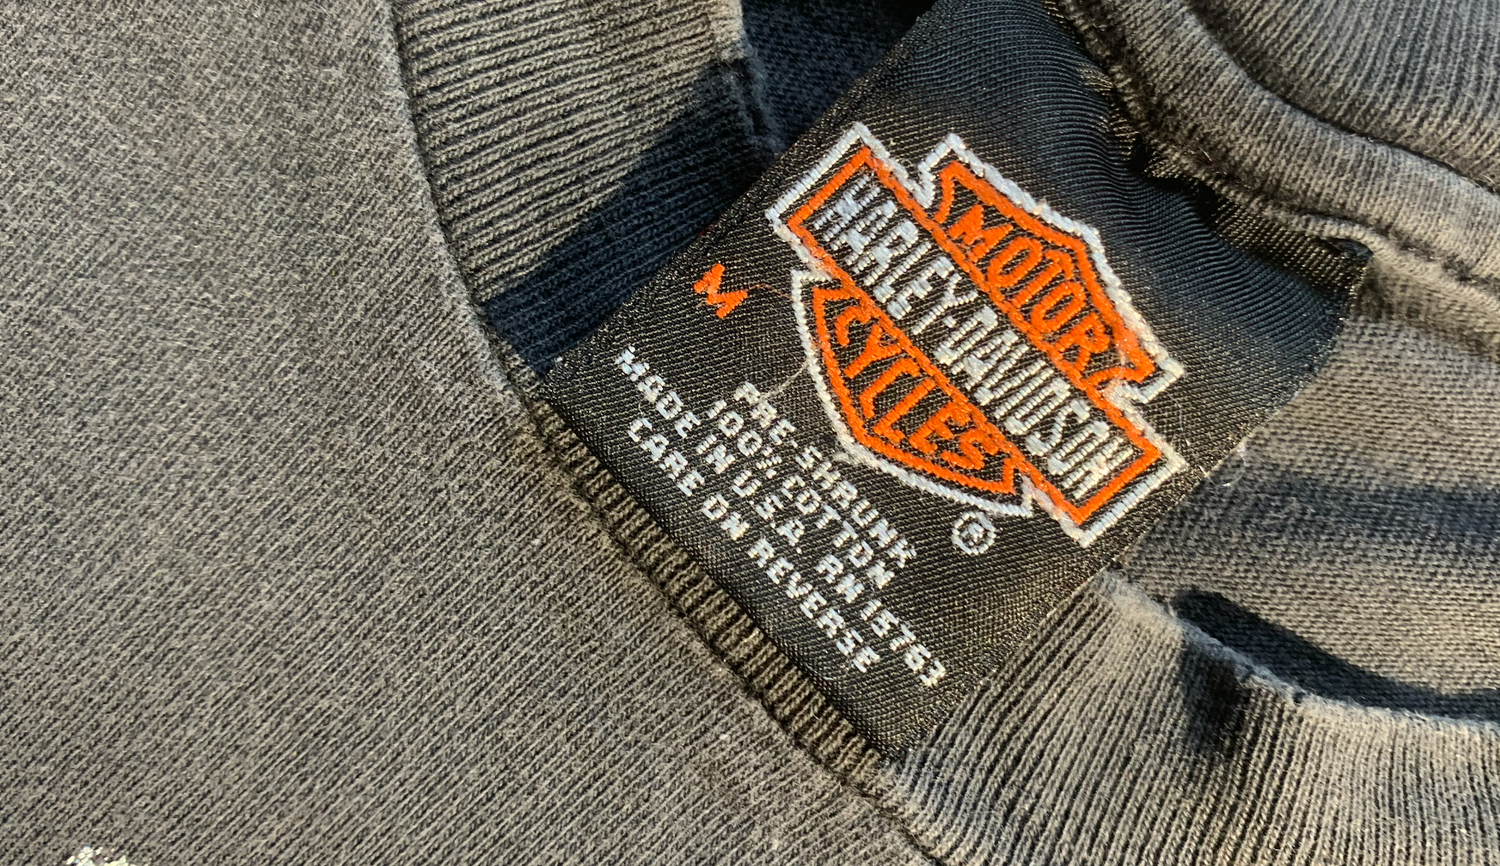 MOTOR
HARLEY-DAVIDSON
CYCLES
®
M
PRE-SHRUNK
100% COTTON
MADE IN U.S.A. RN 15763
CARE ON REVERSE